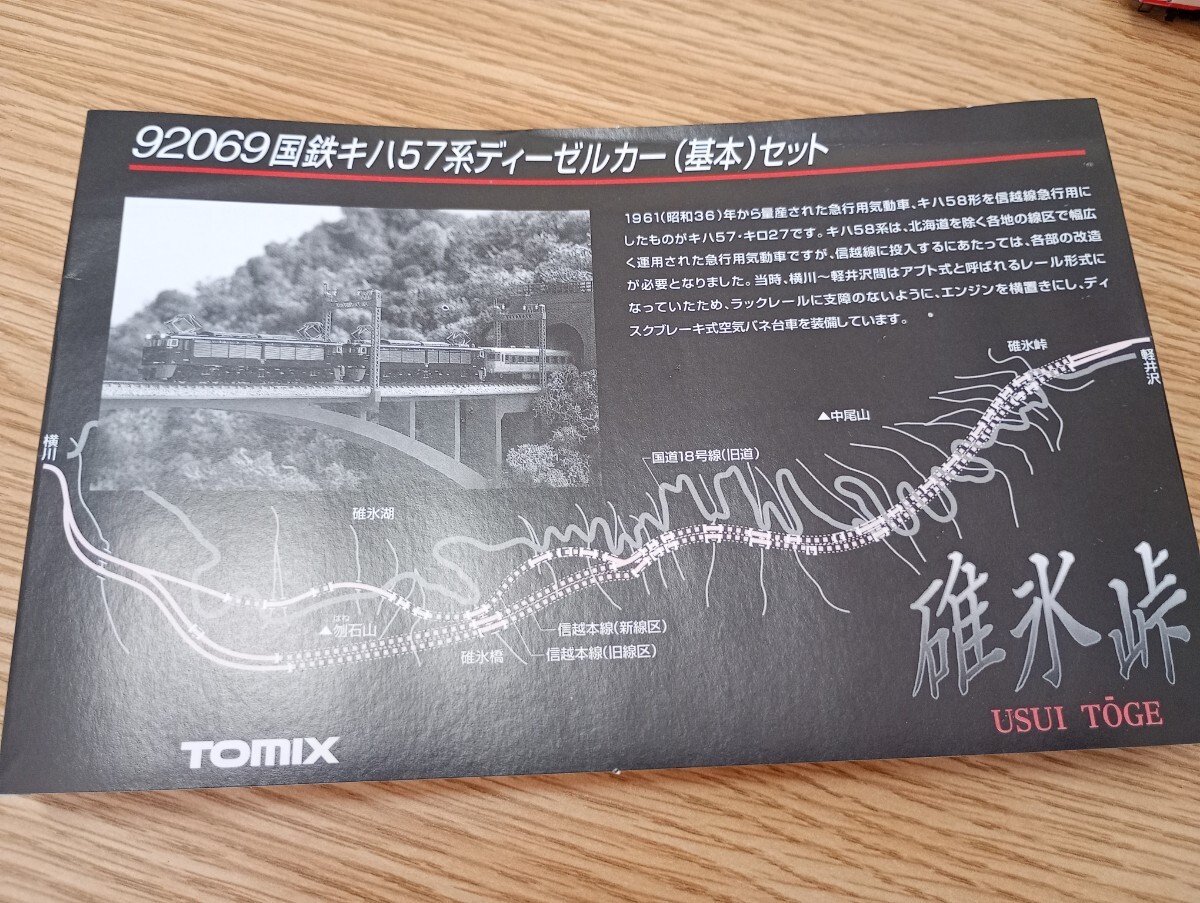 92069国鉄キハ57系ディーゼルカー(基本)セット
1961(昭和36)年から量産された急行用気動車、キハ58形を信越線急行用に
したものがキハ57・キロ27です。キハ58系は、北海道を除く各地の線区で幅広
く運用された急行用気動車ですが、信越線に投入するにあたっては、各部の改造
が必要となりました。当時、横川〜軽井沢間はアプト式と呼ばれるレール形式に
なっていたため、ラックレールに支障のないように、エンジンを横置きにし、ディ
スクブレーキ式空気バネ台車を装備しています。
碓氷峠
軽井沢
▲中尾山
国道18号線(旧道)
横川
碓氷湖
はね
▲刎石山
碓氷橋
信越本線(新線区)
信越本線(旧線区)
碓氷峠
USUI TŌGE
TOMIX